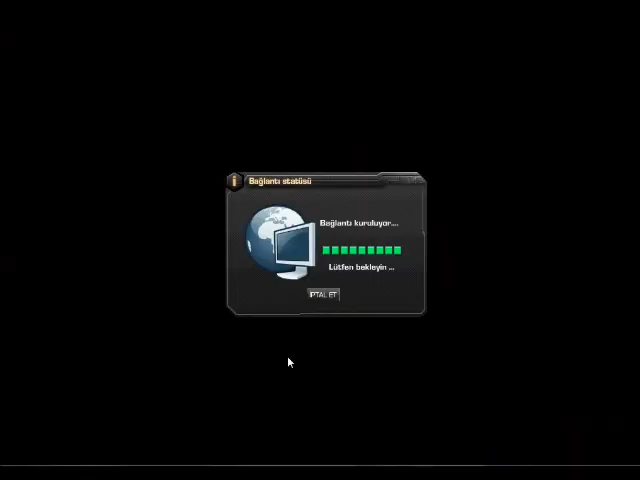 Bağlantı statüsü
Bağlantı kuruluyor...
Lütfen bekleyin ...
İPTAL ET